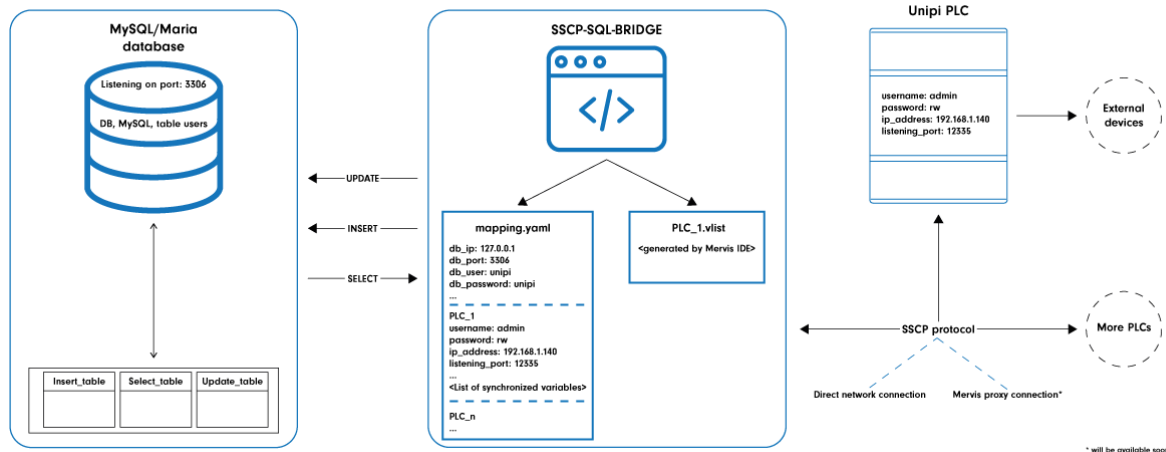 MySQL/Maria
database
Listening on port: 3306
DB, MySQL, table users
Insert_table
Select_table
Update_table
UPDATE
INSERT
SELECT
SSCP-SQL-BRIDGE
</>
mapping.yaml
db_ip: 127.0.0.1
db_port: 3306
db_user: unipi
db_password: unipi
...
PLC_1
username: admin
password: rw
ip_address: 192.168.1.140
listening_port: 12335
...
<List of synchronized variables>
PLC_n
...
PLC_1.vlist
<generated by Mervis IDE>
Unipi PLC
username: admin
password: rw
ip_address: 192.168.1.140
listening_port: 12335
External
devices
SSCP protocol
More PLCs
Direct network connection
Mervis proxy connection*
* will be available soon